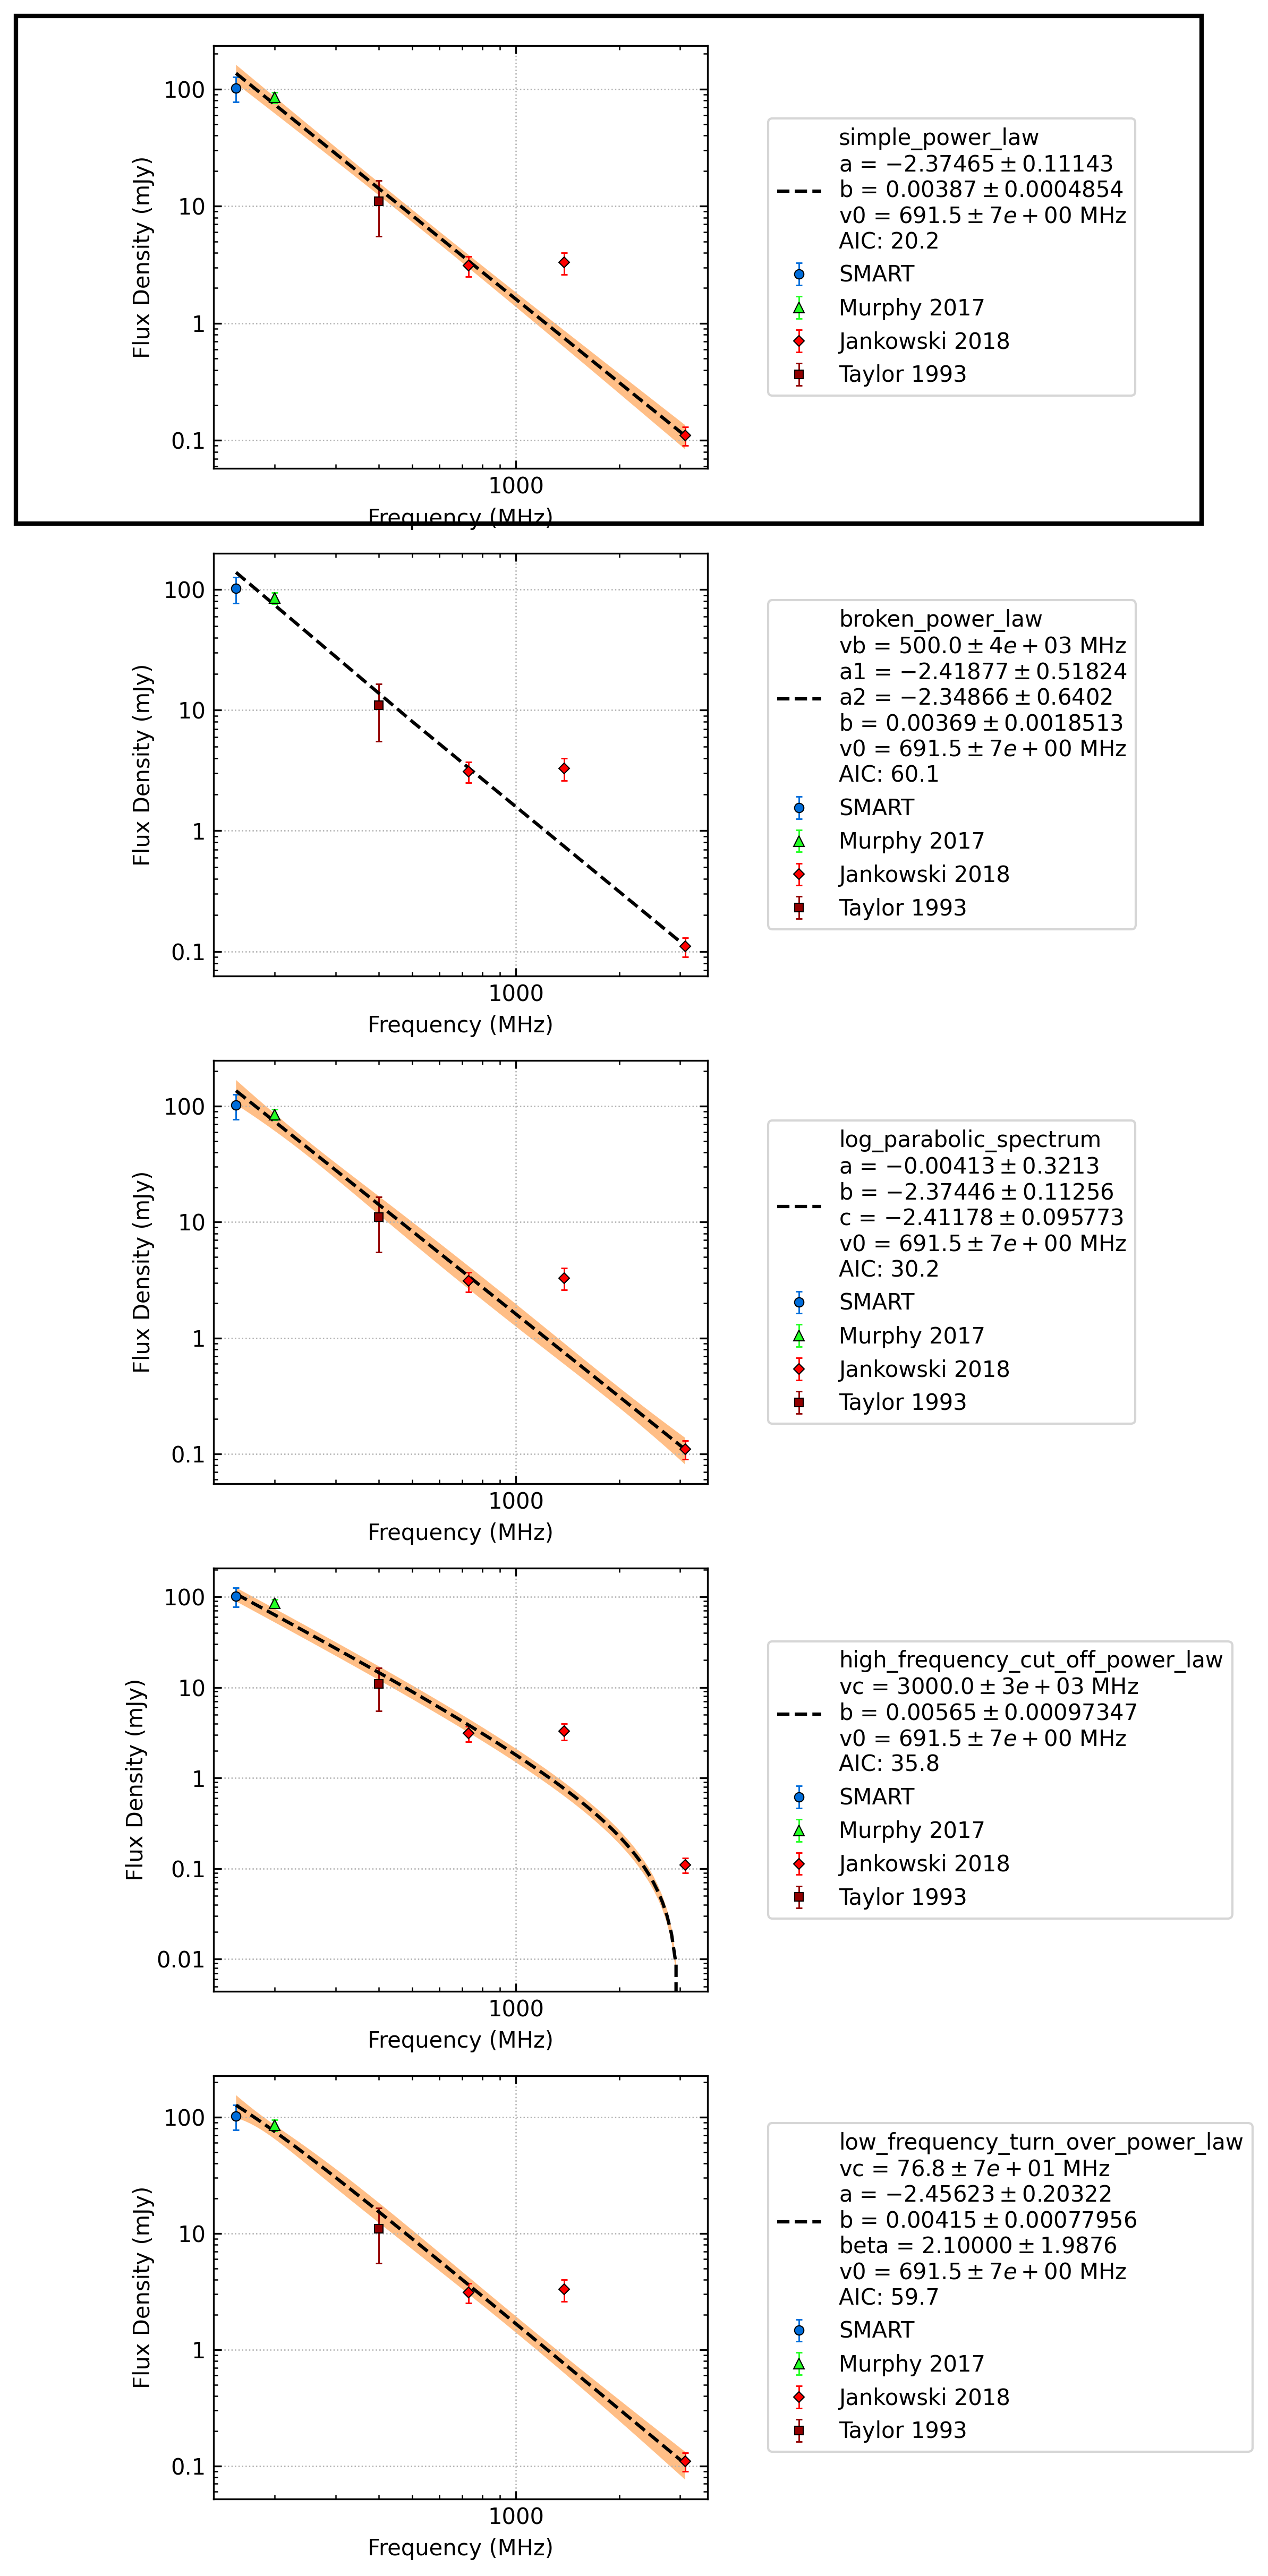 100
10
1
0.1
Flux Density (mJy)
1000
Frequency (MHz)
simple_power_law
a = −2.37465 ± 0.11143
b = 0.00387 ± 0.0004854
v0 = 691.5 ± 7e + 00 MHz
AIC: 20.2
SMART
Murphy 2017
Jankowski 2018
Taylor 1993
100
10
1
0.1
Flux Density (mJy)
1000
Frequency (MHz)
broken_power_law
vb = 500.0 ± 4e + 03 MHz
a1 = −2.41877 ± 0.51824
a2 = −2.34866 ± 0.6402
b = 0.00369 ± 0.0018513
v0 = 691.5 ± 7e + 00 MHz
AIC: 60.1
SMART
Murphy 2017
Jankowski 2018
Taylor 1993
100
10
1
0.1
Flux Density (mJy)
1000
Frequency (MHz)
log_parabolic_spectrum
a = −0.00413 ± 0.3213
b = −2.37446 ± 0.11256
c = −2.41178 ± 0.095773
v0 = 691.5 ± 7e + 00 MHz
AIC: 30.2
SMART
Murphy 2017
Jankowski 2018
Taylor 1993
100
10
1
0.1
0.01
Flux Density (mJy)
1000
Frequency (MHz)
high_frequency_cut_off_power_law
vc = 3000.0 ± 3e + 03 MHz
b = 0.00565 ± 0.00097347
v0 = 691.5 ± 7e + 00 MHz
AIC: 35.8
SMART
Murphy 2017
Jankowski 2018
Taylor 1993
100
10
1
0.1
Flux Density (mJy)
1000
Frequency (MHz)
low_frequency_turn_over_power_law
vc = 76.8 ± 7e + 01 MHz
a = −2.45623 ± 0.20322
b = 0.00415 ± 0.00077956
beta = 2.10000 ± 1.9876
v0 = 691.5 ± 7e + 00 MHz
AIC: 59.7
SMART
Murphy 2017
Jankowski 2018
Taylor 1993